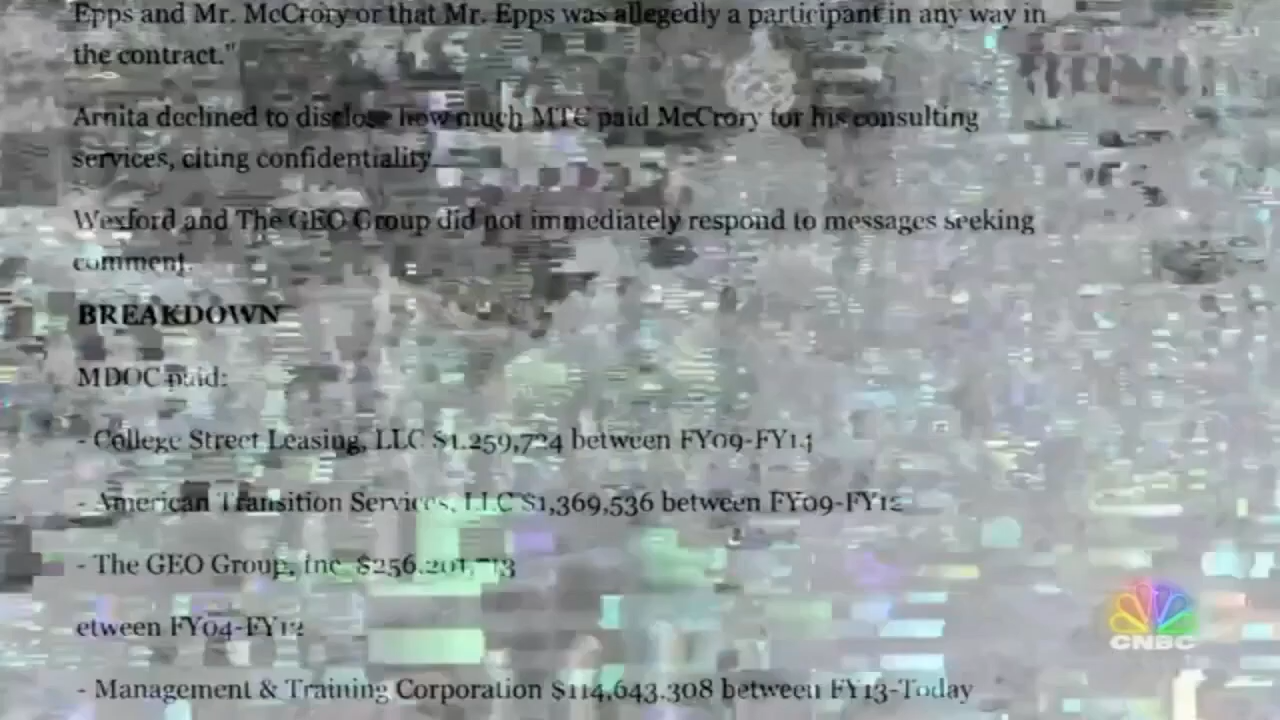 Epps and Mr. McCrory or that Mr. Epps was allegedly a participant in any way in
the contract."
Arnita declined to disclose how much MTC paid McCrory for his consulting
services, citing confidentiality.
Wexford and The GEO Group did not immediately respond to messages seeking
comment.
BREAKDOWN
MDOC paid:
- College Street Leasing, LLC $1,259,724 between FY09-FY14
- American Transition Services, LLC $1,369,536 between FY09-FY12
- The GEO Group, Inc
etween FY04-FY12
- Management & Training Corporation $114,643,308 between FY13-Today
CNBC